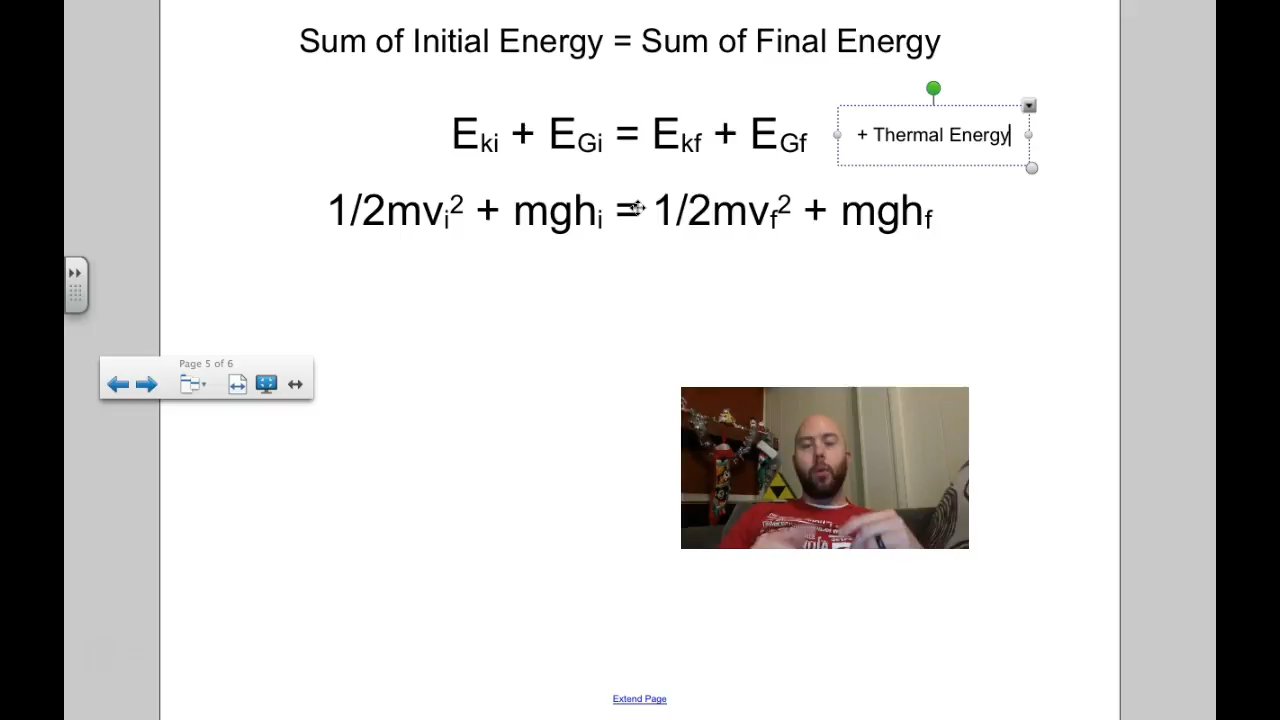 Sum of Initial Energy = Sum of Final Energy
Eki + EGi = Ekf + EGf + Thermal Energy
1/2mvi² + mghi = 1/2mvf² + mghf
Page 5 of 6
Extend Page